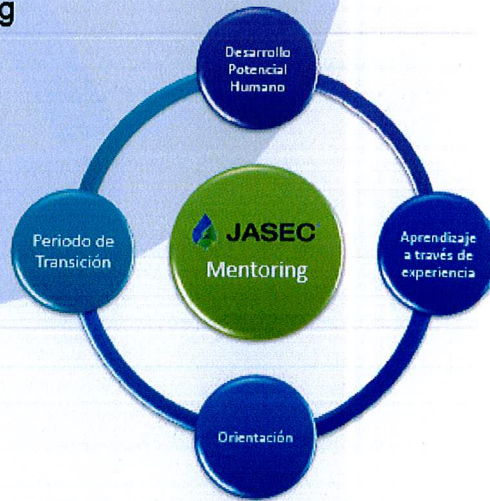 g
Desarrollo
Potencial
Humano
Periodo de
Transición
JASEC
Mentoring
Aprendizaje
a través de
experiencia
Orientación